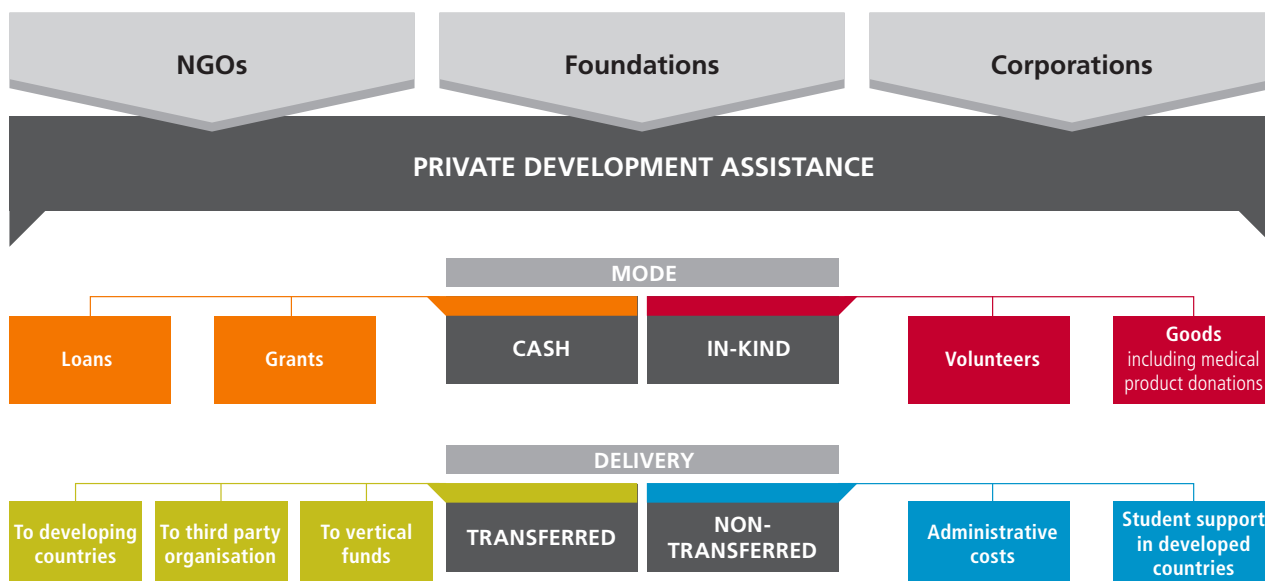 NGOs
Foundations
Corporations
PRIVATE DEVELOPMENT ASSISTANCE
MODE
Loans
Grants
CASH
IN-KIND
Volunteers
Goods
including medical
product donations
DELIVERY
To developing
countries
To third party
organisation
To vertical
funds
TRANSFERRED
NON-
TRANSFERRED
Administrative
costs
Student support
in developed
countries